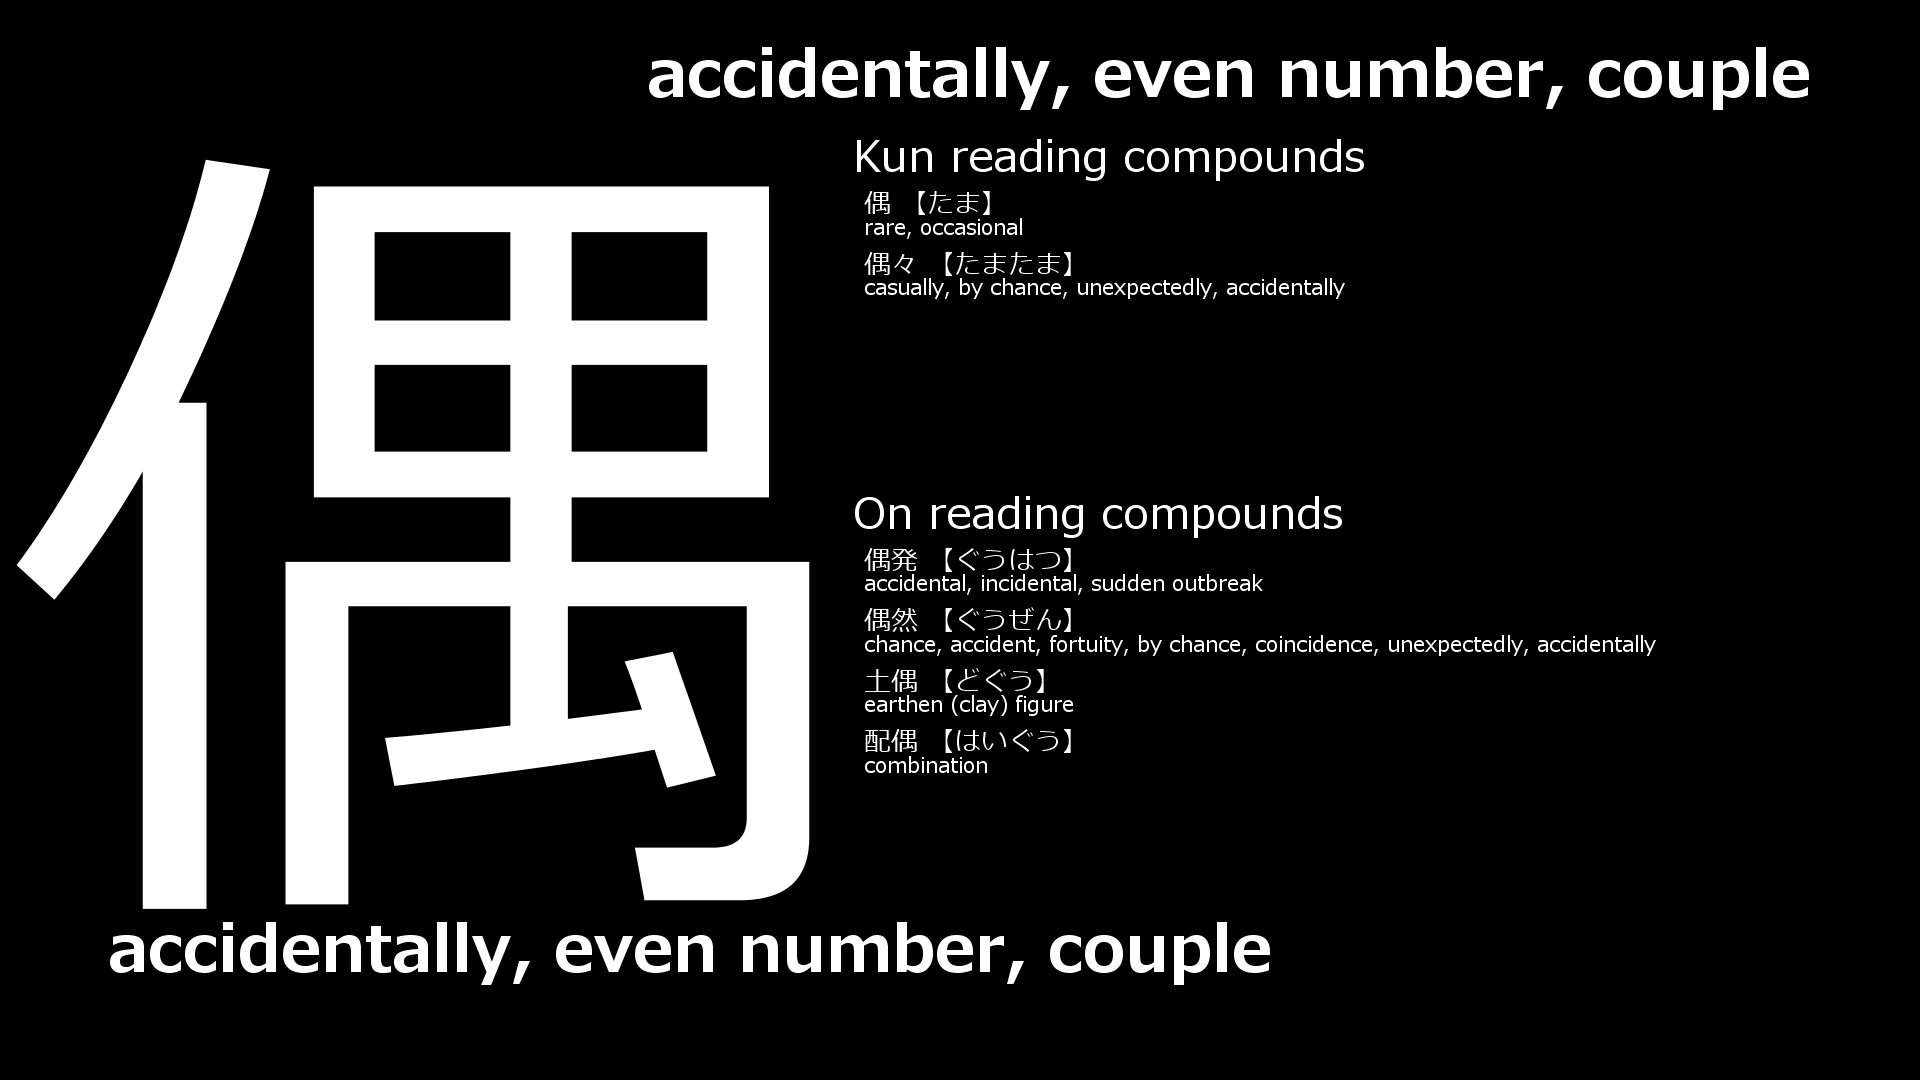 accidentally, even number, couple
偶
Kun reading compounds
偶 【たま】
rare, occasional
偶々 【たまたま】
casually, by chance, unexpectedly, accidentally
On reading compounds
偶発 【ぐうはつ】
accidental, incidental, sudden outbreak
偶然 【ぐうぜん】
chance, accident, fortuity, by chance, coincidence, unexpectedly, accidentally
土偶 【どぐう】
earthen (clay) figure
配偶 【はいぐう】
combination
accidentally, even number, couple